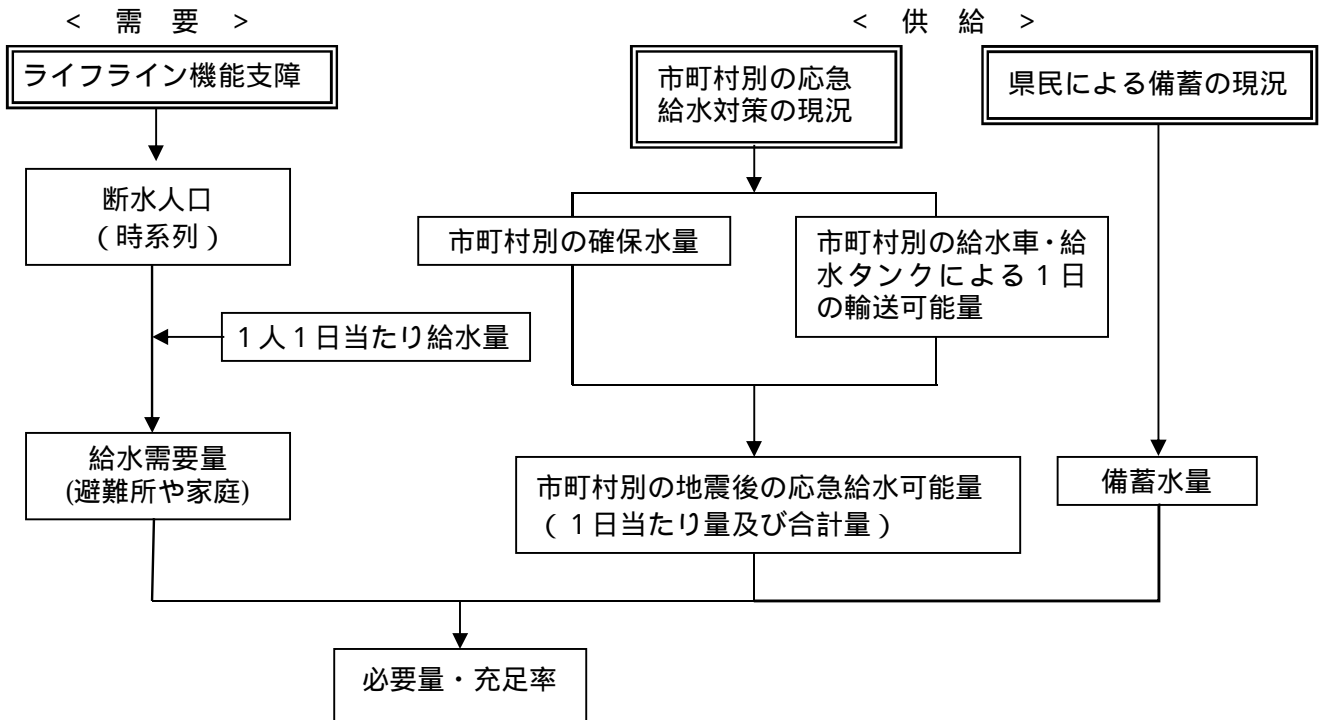 < 需 要 >
< 供 給 >
ライフライン機能支障
市町村別の応急
給水対策の現況
県民による備蓄の現況
断水人口
(時系列)
市町村別の確保水量
市町村別の給水車・給
水タンクによる1日
の輸送可能量
1人1日当たり給水量
給水需要量
(避難所や家庭)
市町村別の地震後の応急給水可能量
(1日当たり量及び合計量)
備蓄水量
必要量・充足率